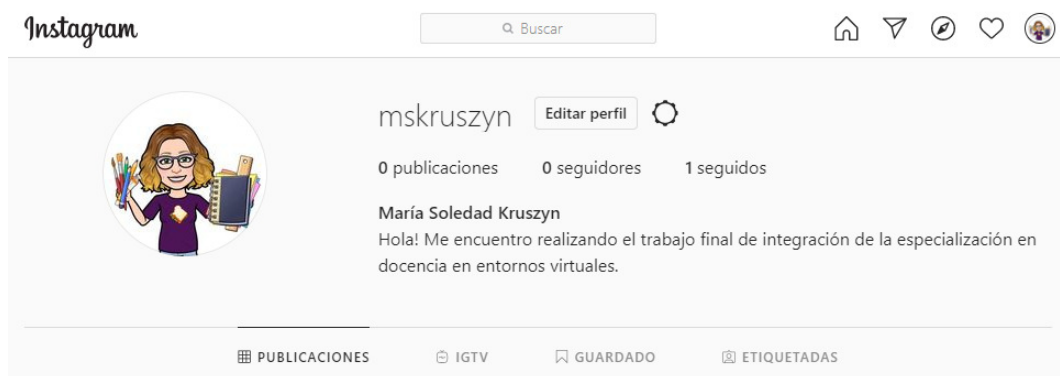 Instagram
Buscar
mskruszyn
Editar perfil
0 publicaciones 0 seguidores 1 seguidos
María Soledad Kruszyn
Hola! Me encuentro realizando el trabajo final de integración de la especialización en
docencia en entornos virtuales.
PUBLICACIONES IGTV GUARDADO ETIQUETADAS